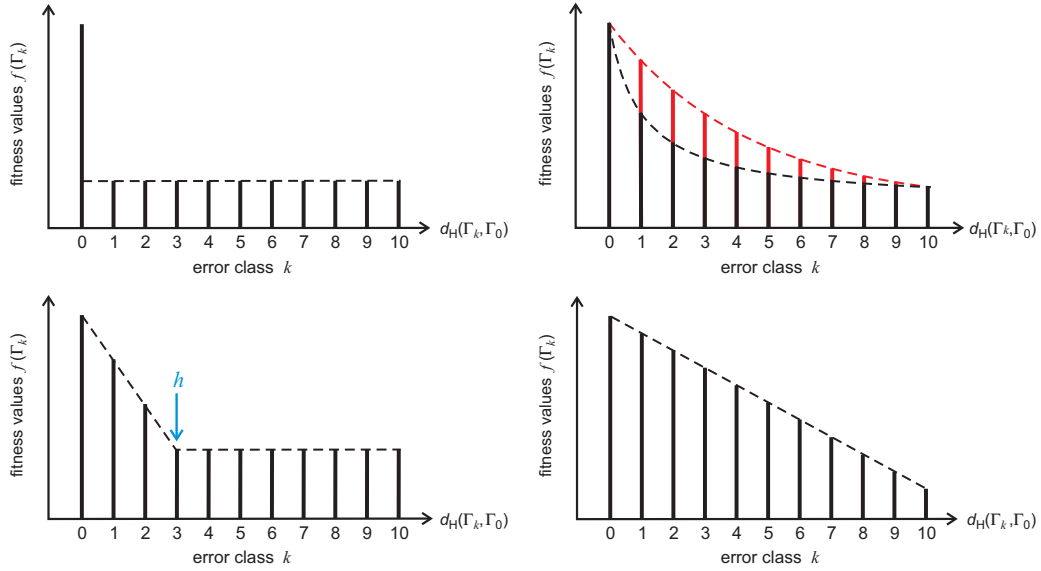 fitness values f(Γk)
0 1 2 3 4 5 6 7 8 9 10
dH(Γk,Γ0)
error class k
fitness values f(Γk)
0 1 2 3 4 5 6 7 8 9 10
dH(Γk,Γ0)
error class k
fitness values f(Γk)
h
0 1 2 3 4 5 6 7 8 9 10
dH(Γk,Γ0)
error class k
fitness values f(Γk)
0 1 2 3 4 5 6 7 8 9 10
dH(Γk,Γ0)
error class k